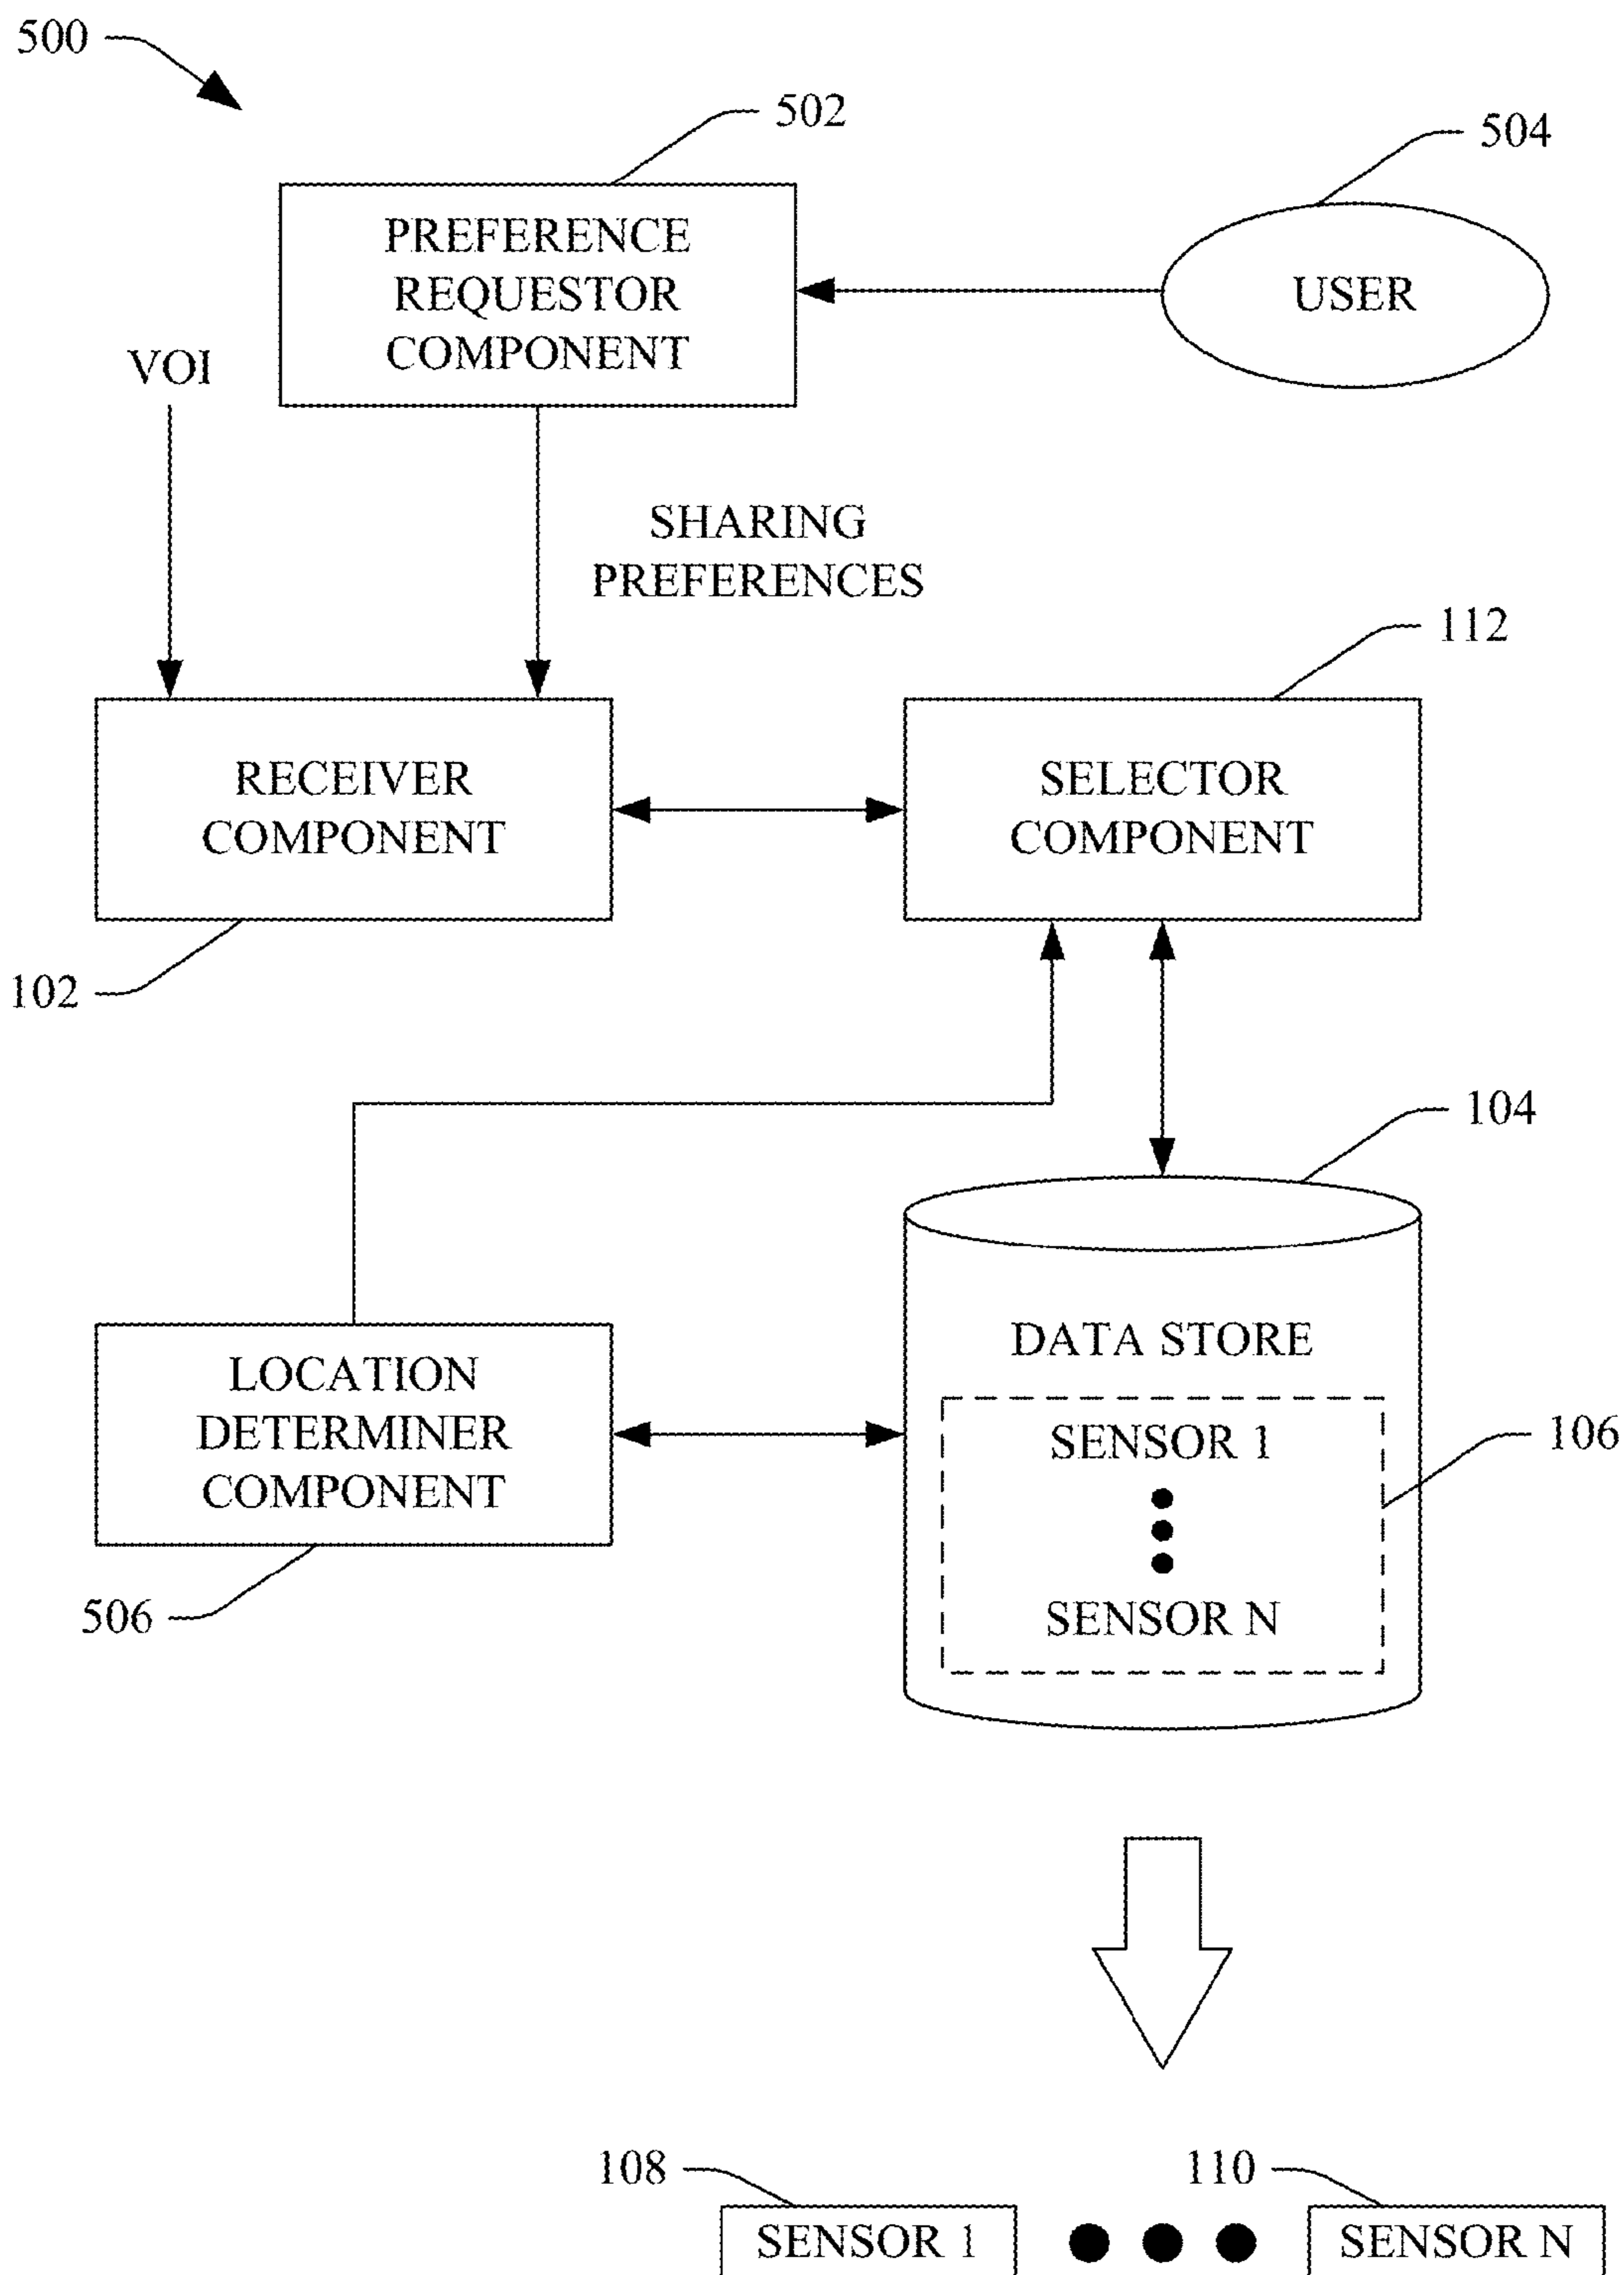 500
502
504
PREFERENCE
REQUESTOR
COMPONENT
USER
VOI
SHARING
PREFERENCES
112
RECEIVER
COMPONENT
SELECTOR
COMPONENT
102
104
LOCATION
DETERMINER
COMPONENT
DATA STORE
SENSOR 1
106
SENSOR N
506
108
110
SENSOR 1
SENSOR N